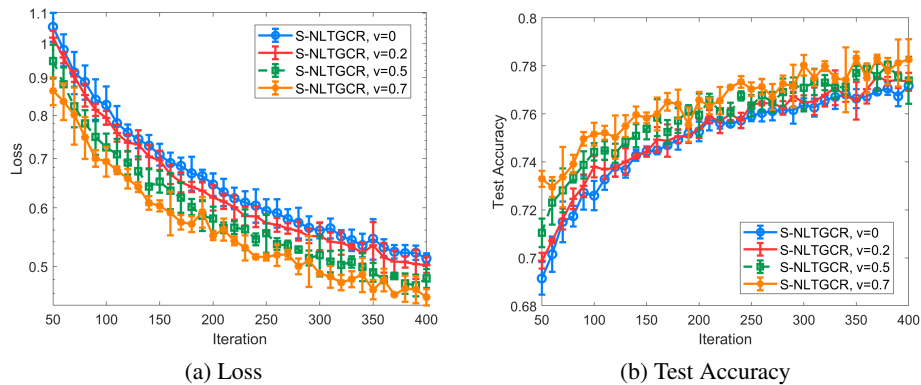 1.1
1
0.9
0.8
0.7
0.6
0.5
Loss
50 100 150 200 250 300 350 400
Iteration
S-NLTGCR, v=0
S-NLTGCR, v=0.2
S-NLTGCR, v=0.5
S-NLTGCR, v=0.7
(a) Loss
0.8
0.78
0.76
0.74
0.72
0.7
0.68
Test Accuracy
50 100 150 200 250 300 350 400
Iteration
S-NLTGCR, v=0
S-NLTGCR, v=0.2
S-NLTGCR, v=0.5
S-NLTGCR, v=0.7
(b) Test Accuracy